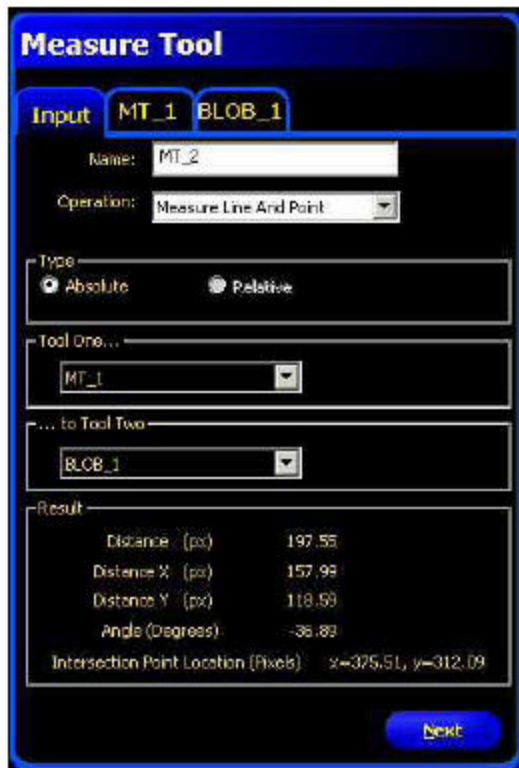 Measure Tool
Input MT_1 BLOB_1
Name: MT_2
Operation: Measure Line And Point
Type
Absolute Relative
Tool One...
MT_1
... to Tool Two
BLOB_1
Result
Distance (px) 197.55
Distance X (px) 157.99
Distance Y (px) 118.59
Angle (Degrees) -36.89
Intersection Point Location (Pixels) x=375.51, y=312.09
Next